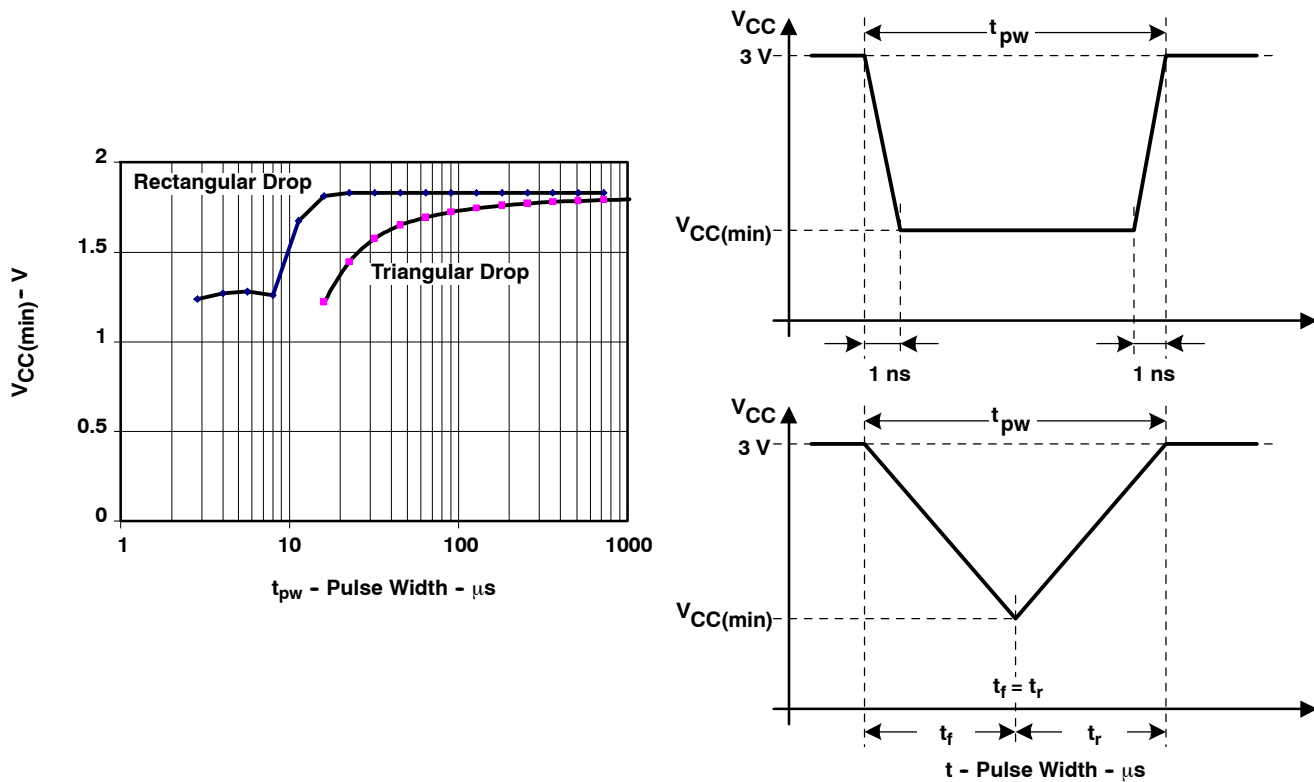 2
1.5
1
0.5
0
VCC(min) - V
Rectangular Drop
Triangular Drop
1
10
100
1000
tpw - Pulse Width - μs
VCC
3 V
VCC(min)
tpw
1 ns
1 ns
VCC
3 V
VCC(min)
tpw
tf = tr
tf
tr
t - Pulse Width - μs